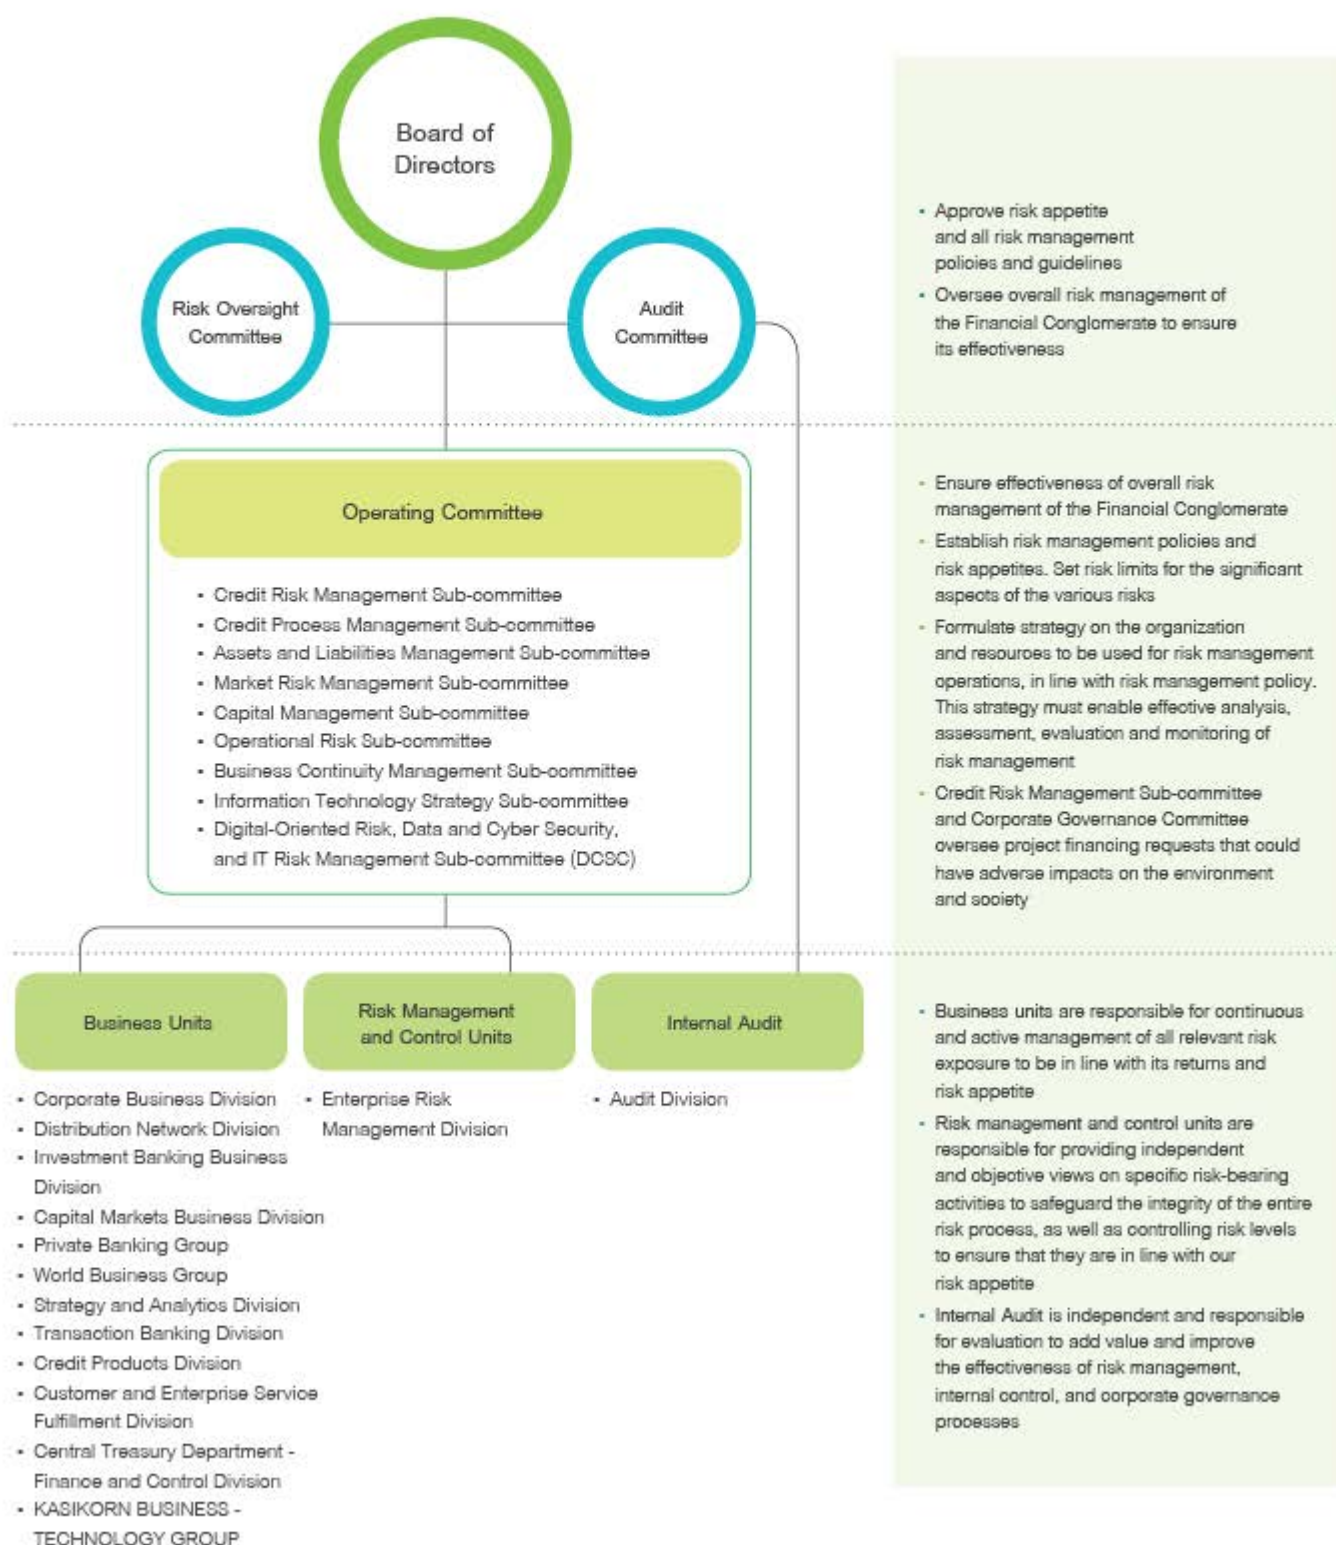 Board of
Directors
Risk Oversight
Committee
Audit
Committee
• Approve risk appetite
and all risk management
policies and guidelines
• Oversee overall risk management of
the Financial Conglomerate to ensure
its effectiveness
Operating Committee
• Credit Risk Management Sub-committee
• Credit Process Management Sub-committee
• Assets and Liabilities Management Sub-committee
• Market Risk Management Sub-committee
• Capital Management Sub-committee
• Operational Risk Sub-committee
• Business Continuity Management Sub-committee
• Information Technology Strategy Sub-committee
• Digital-Oriented Risk, Data and Cyber Security,
and IT Risk Management Sub-committee (DCSC)
• Ensure effectiveness of overall risk
management of the Financial Conglomerate
• Establish risk management policies and
risk appetites. Set risk limits for the significant
aspects of the various risks
• Formulate strategy on the organization
and resources to be used for risk management
operations, in line with risk management policy.
This strategy must enable effective analysis,
assessment, evaluation and monitoring of
risk management
• Credit Risk Management Sub-committee
and Corporate Governance Committee
oversee project financing requests that could
have adverse impacts on the environment
and society
Business Units
• Corporate Business Division
• Distribution Network Division
• Investment Banking Business
Division
• Capital Markets Business Division
• Private Banking Group
• World Business Group
• Strategy and Analytics Division
• Transaction Banking Division
• Credit Products Division
• Customer and Enterprise Service
Fulfillment Division
• Central Treasury Department -
Finance and Control Division
• KASIKORN BUSINESS -
TECHNOLOGY GROUP
Risk Management
and Control Units
• Enterprise Risk
Management Division
Internal Audit
• Audit Division
• Business units are responsible for continuous
and active management of all relevant risk
exposure to be in line with its returns and
risk appetite
• Risk management and control units are
responsible for providing independent
and objective views on specific risk-bearing
activities to safeguard the integrity of the entire
risk process, as well as controlling risk levels
to ensure that they are in line with our
risk appetite
• Internal Audit is independent and responsible
for evaluation to add value and improve
the effectiveness of risk management,
internal control, and corporate governance
processes